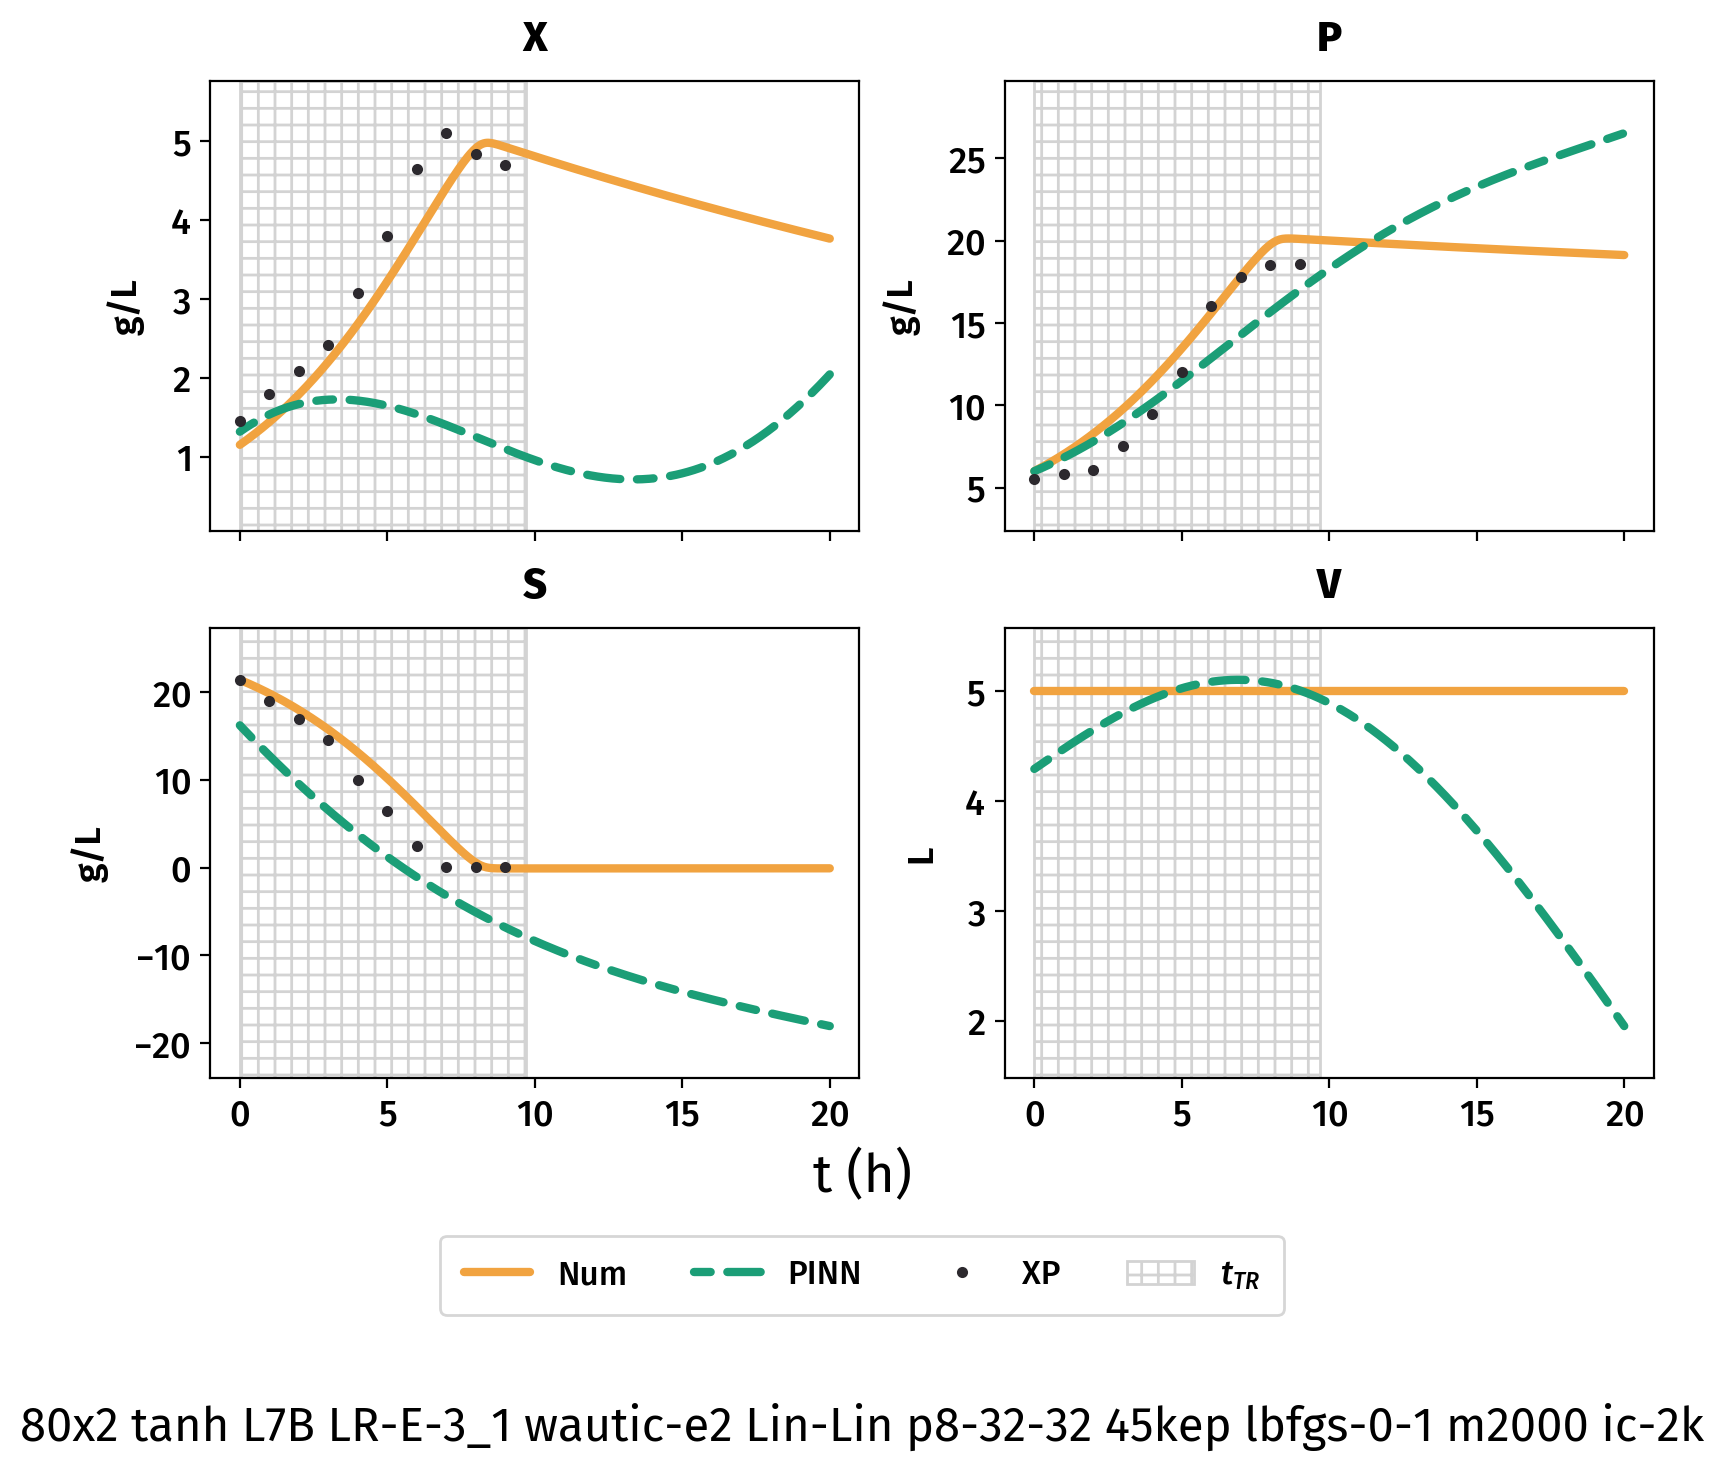 X
P
5
4
3
2
1
g/L
25
20
15
10
5
g/L
S
V
20
10
0
−10
−20
g/L
0 5 10 15 20
5
4
3
2
L
0 5 10 15 20
t (h)
Num PINN XP tTR
80x2 tanh L7B LR-E-3_1 wautic-e2 Lin-Lin p8-32-32 45kep lbfgs-0-1 m2000 ic-2k